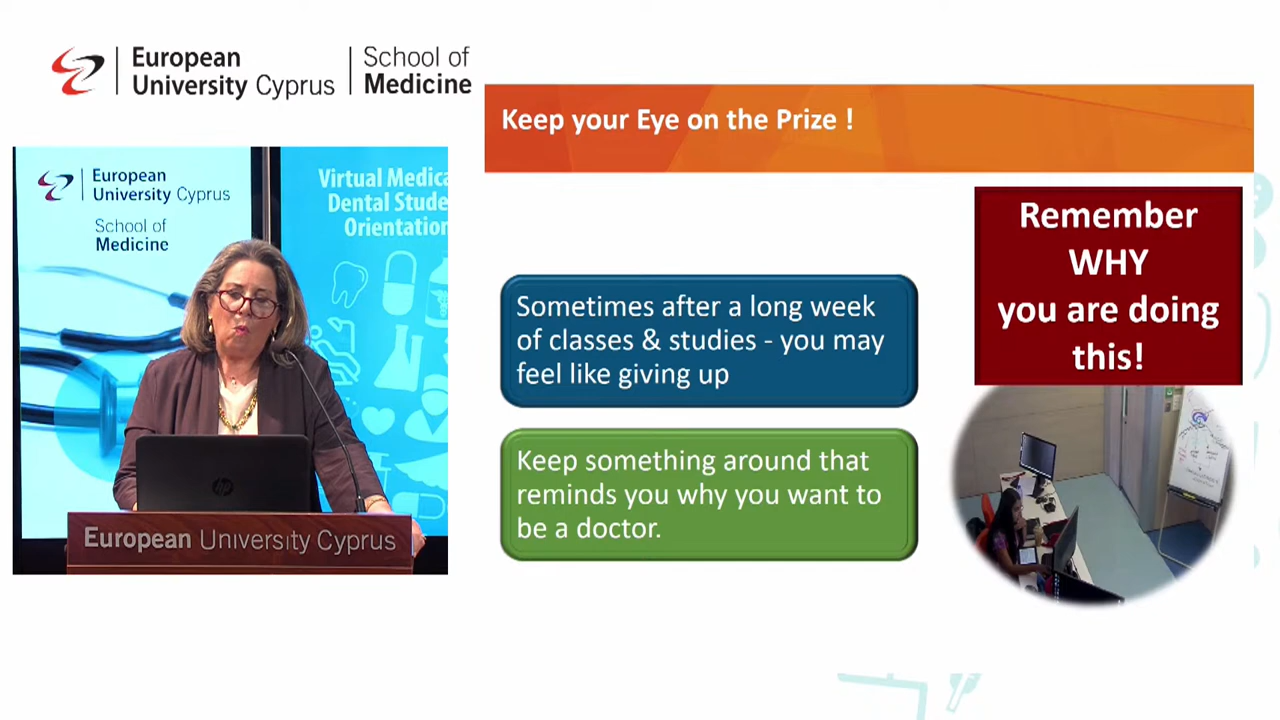 European
University Cyprus
School of
Medicine
Keep your Eye on the Prize !
European
University Cyprus
School of
Medicine
Virtual Medica
Dental Stude
Orientation
hp
European University Cyprus
Sometimes after a long week
of classes & studies - you may
feel like giving up
Keep something around that
reminds you why you want to
be a doctor.
Remember
WHY
you are doing
this!